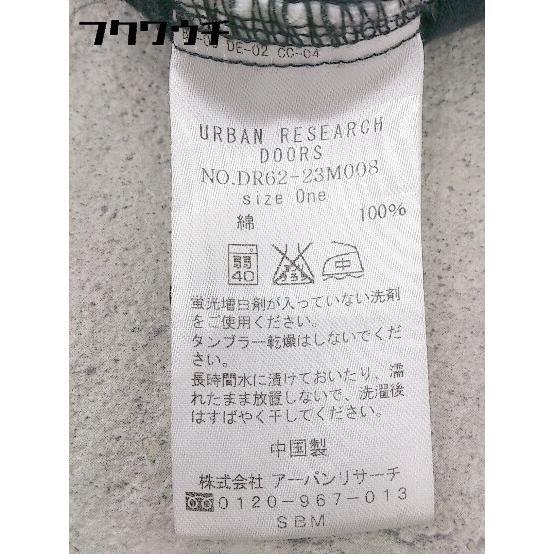 フクワウチ
DE-02 CC-04
URBAN RESEARCH
DOORS
NO.DR62-23M008
size One
綿 100%
弱 40 エンソサラシ 中
蛍光増白剤が入っていない洗剤
をご使用ください。
タンブラー乾燥はしないでくださ
い。
長時間水に漬けておいたり、濡
れたまま放置しないで、洗濯後
はすばやく干してください。
中国製
株式会社 アーバンリサーチ
0120-967-013
SBM